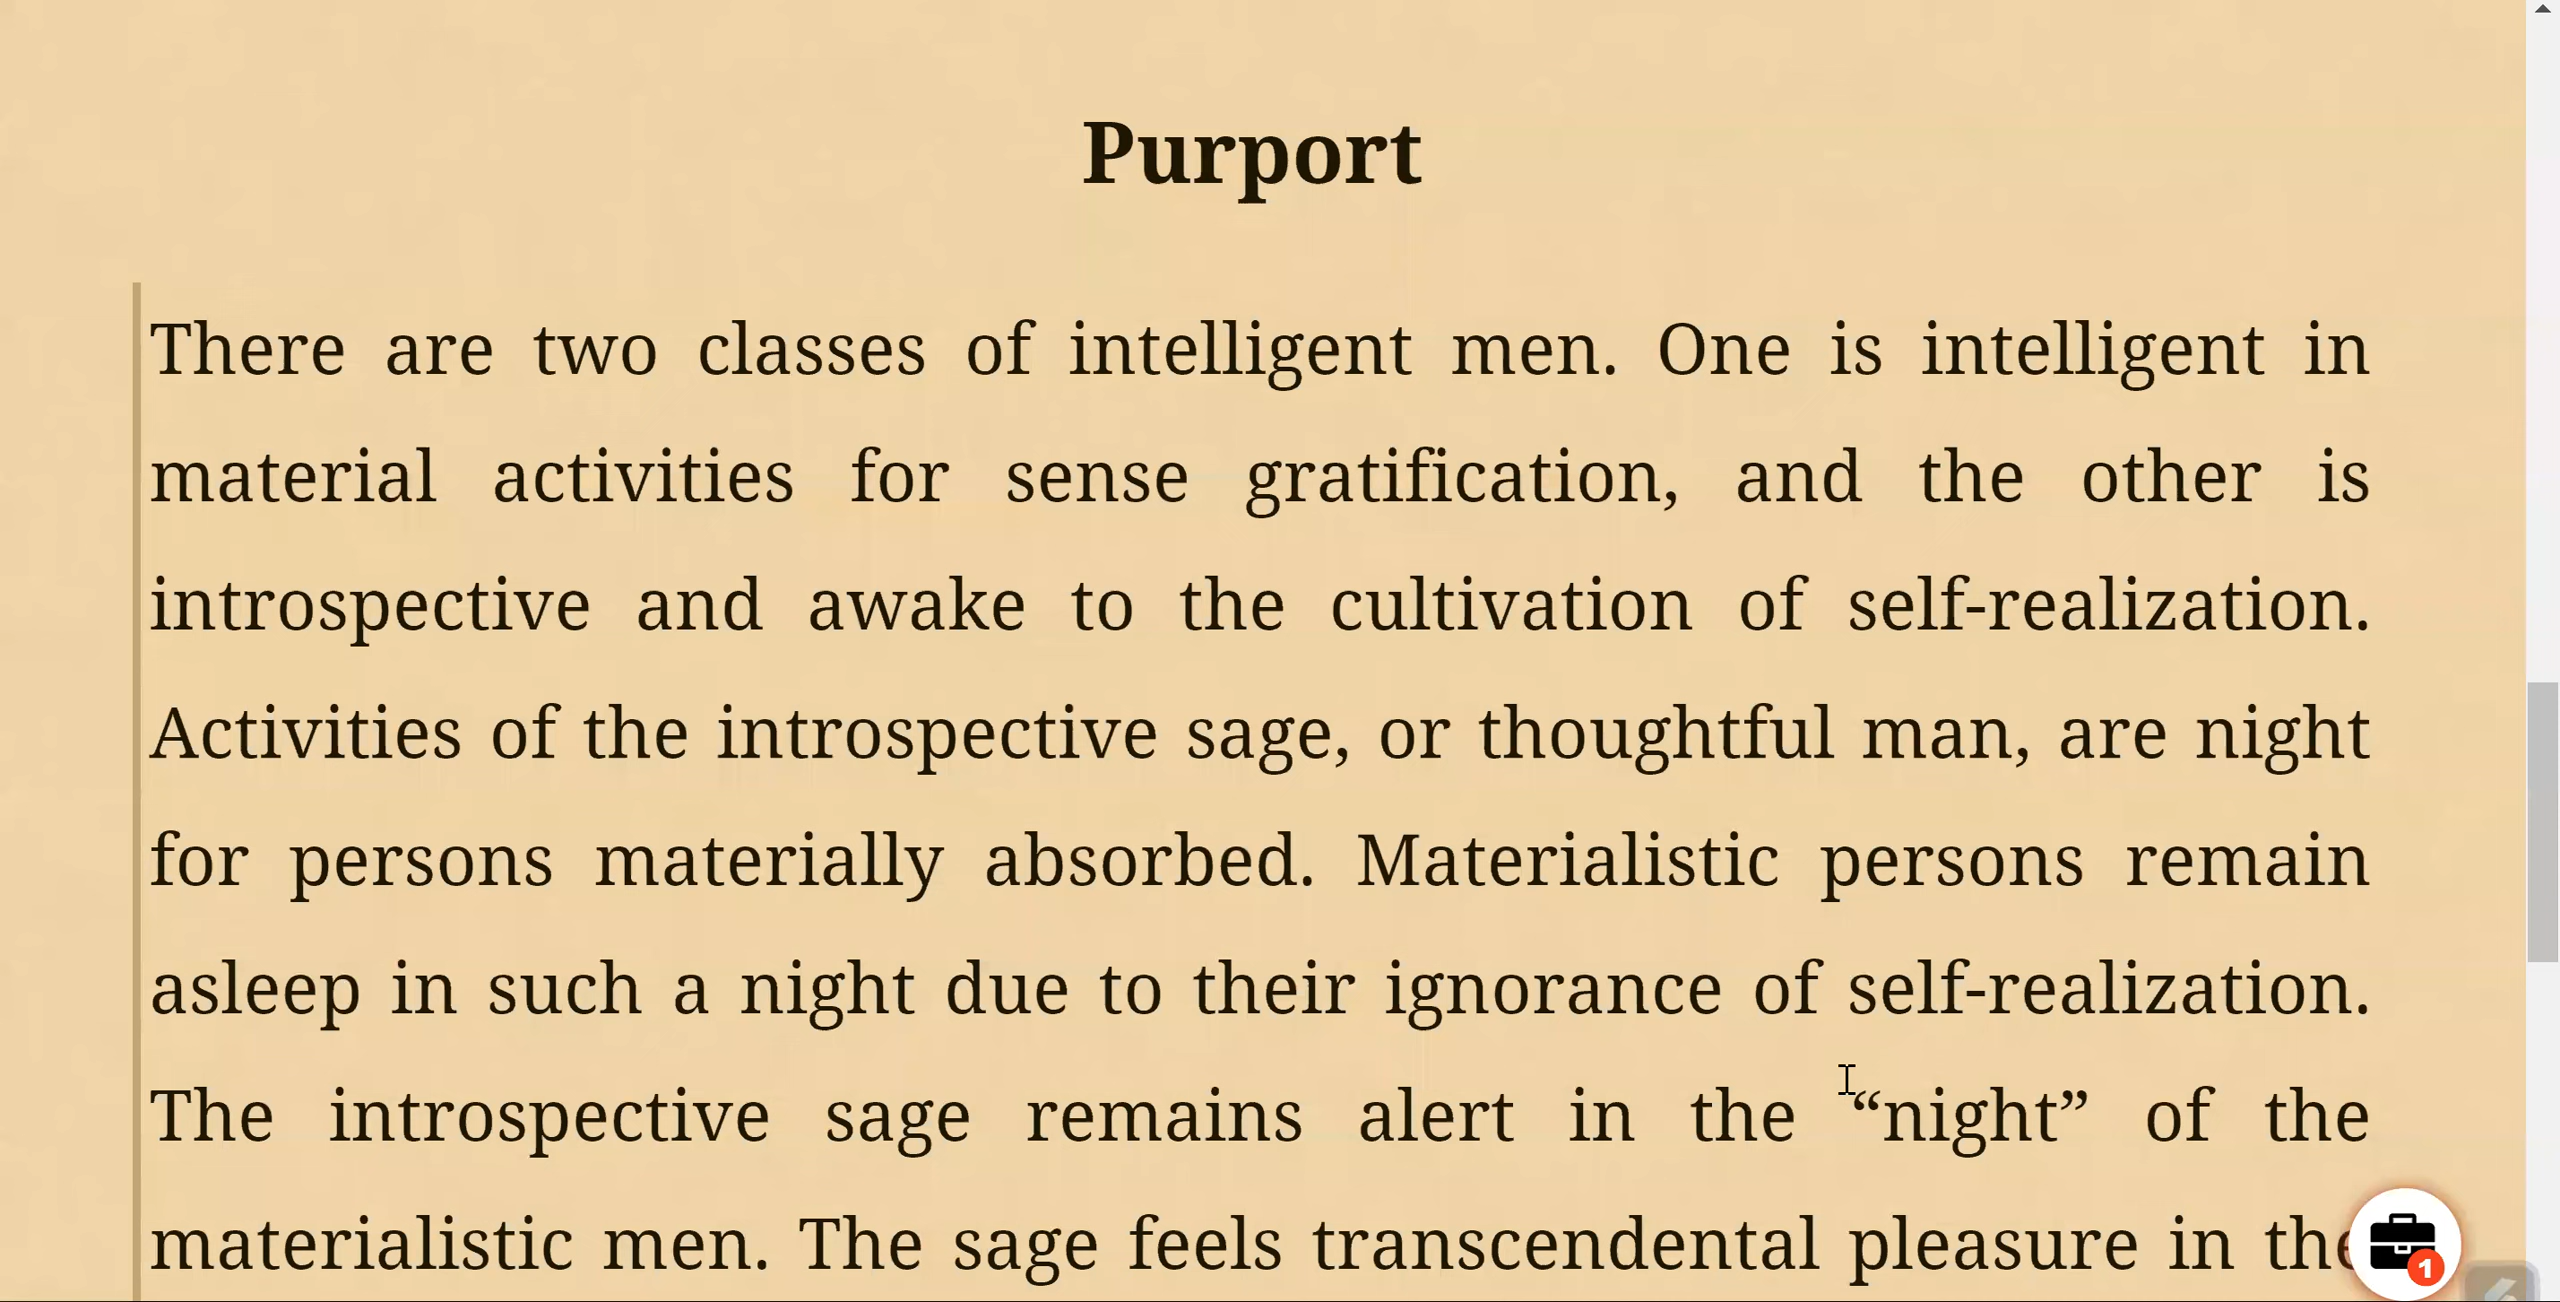 Purport
There are two classes of intelligent men. One is intelligent in
material activities for sense gratification, and the other is
introspective and awake to the cultivation of self-realization.
Activities of the introspective sage, or thoughtful man, are night
for persons materially absorbed. Materialistic persons remain
asleep in such a night due to their ignorance of self-realization.
The introspective sage remains alert in the “night” of the
materialistic men. The sage feels transcendental pleasure in the
1